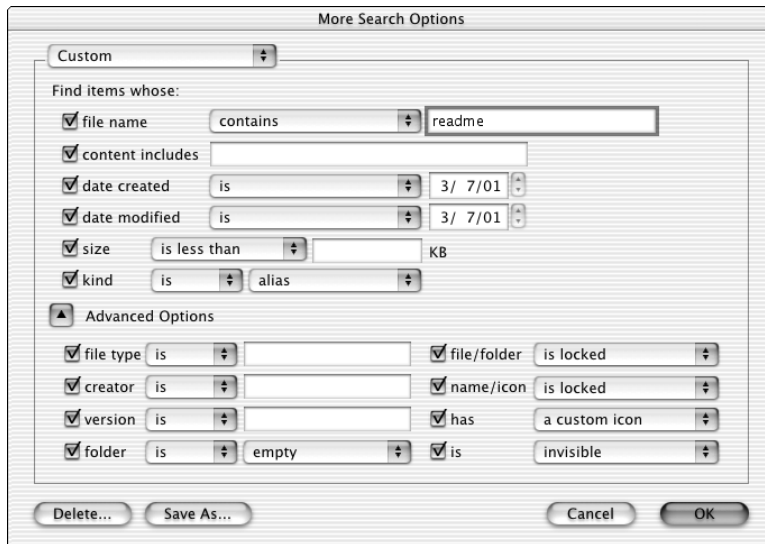 More Search Options
Custom
Find items whose:
file name contains readme
content includes
date created is 3/ 7/01
date modified is 3/ 7/01
size is less than KB
kind is alias
Advanced Options
file type is file/folder is locked
creator is name/icon is locked
version is has a custom icon
folder is empty is invisible
Delete... Save As... Cancel OK